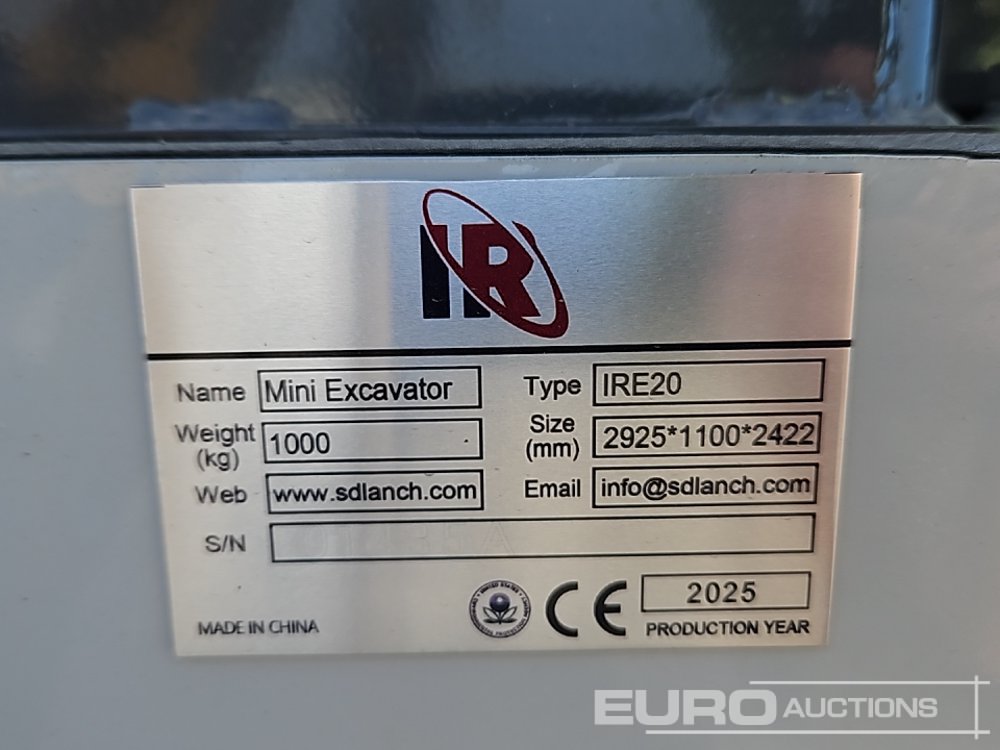 IR
Name Mini Excavator Type IRE20
Weight (kg) 1000 Size (mm) 2925*1100*2422
Web www.sdlanch.com Email info@sdlanch.com
S/N
MADE IN CHINA
CE
2025
PRODUCTION YEAR
EURO AUCTIONS